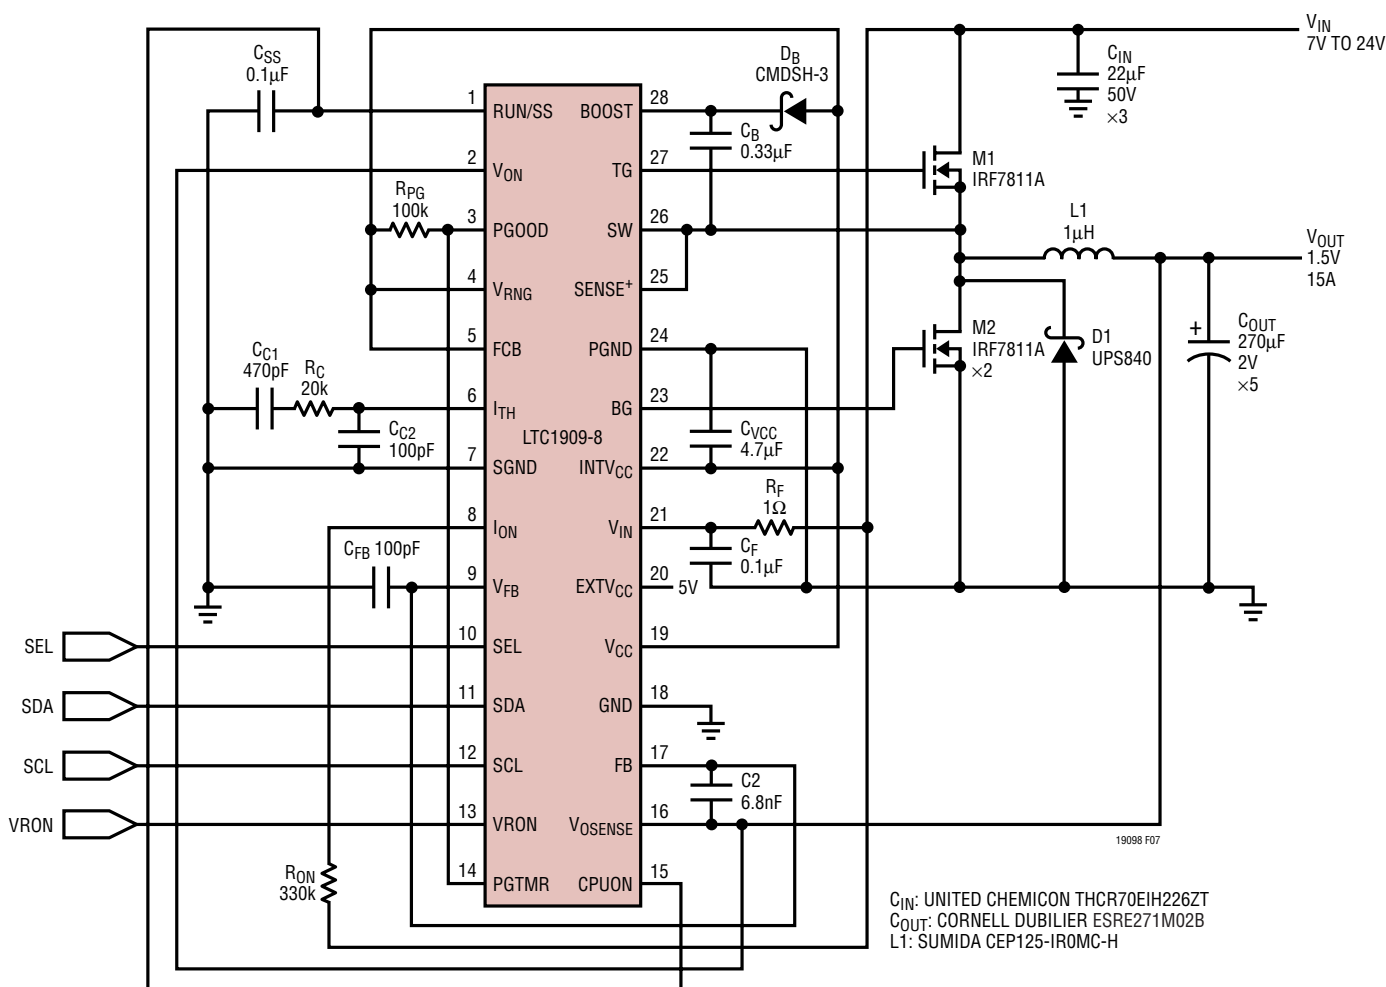 VIN
7V TO 24V
CIN
22µF
50V
×3
CSS
0.1µF
DB
CMDSH-3
1
RUN/SS
BOOST
28
CB
0.33µF
2
VON
TG
27
M1
IRF7811A
RPG
100k
3
PGOOD
SW
26
L1
1µH
VOUT
1.5V
15A
4
VRNG
SENSE+
25
5
FCB
PGND
24
M2
IRF7811A
×2
D1
UPS840
+
COUT
270µF
2V
×5
CC1
470pF
RC
20k
6
ITH
BG
23
CC2
100pF
LTC1909-8
CVCC
4.7µF
7
SGND
INTVCC
22
RF
1Ω
8
ION
VIN
21
CFB 100pF
CF
0.1µF
9
VFB
EXTVCC
20
5V
SEL
10
SEL
VCC
19
SDA
11
SDA
GND
18
SCL
12
SCL
FB
17
C2
6.8nF
VRON
13
VRON
VOSENSE
16
19098 F07
RON
330k
14
PGTMR
CPUON
15
CIN: UNITED CHEMICON THCR70EIH226ZT
COUT: CORNELL DUBILIER ESRE271M02B
L1: SUMIDA CEP125-IR0MC-H